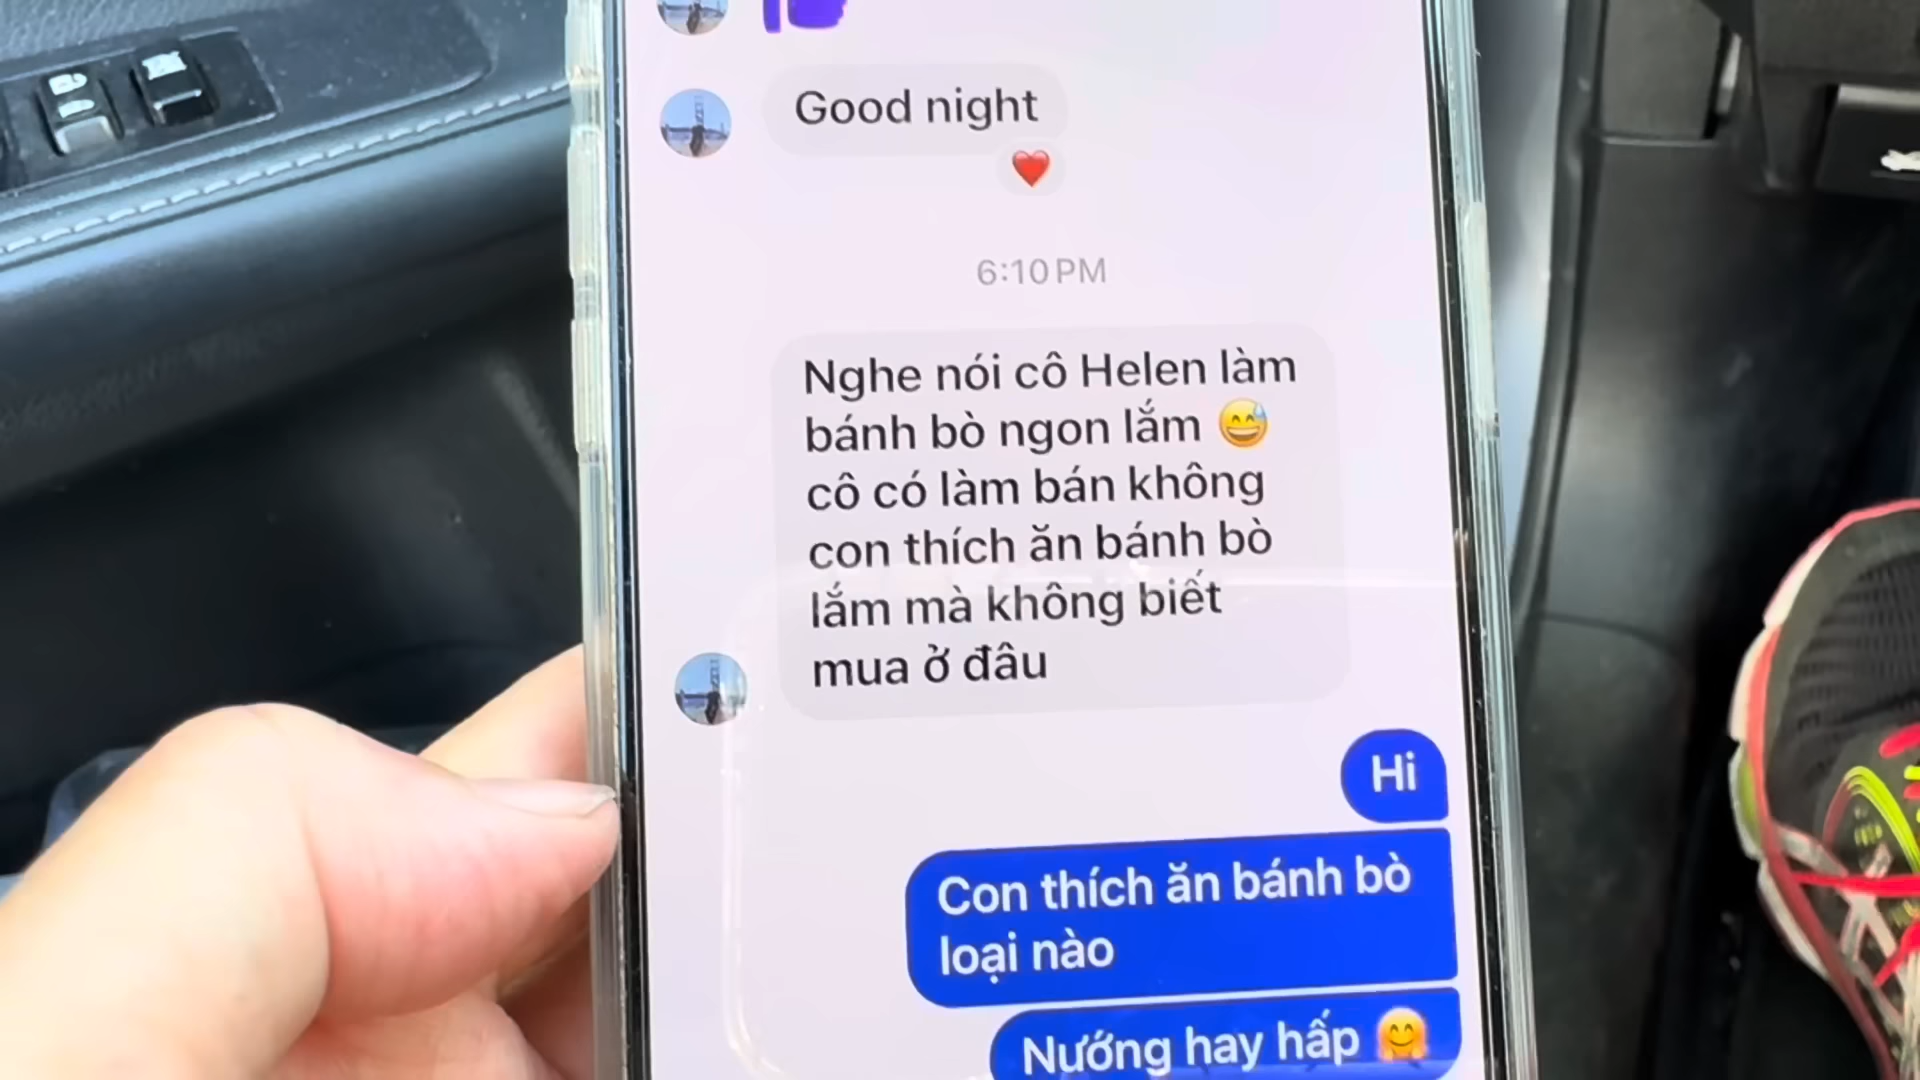 Good night
6:10 PM
Nghe nói cô Helen làm
bánh bò ngon lắm 😅
cô có làm bán không
con thích ăn bánh bò
lắm mà không biết
mua ở đâu
Hi
Con thích ăn bánh bò
loại nào
Nướng hay hấp 🤗